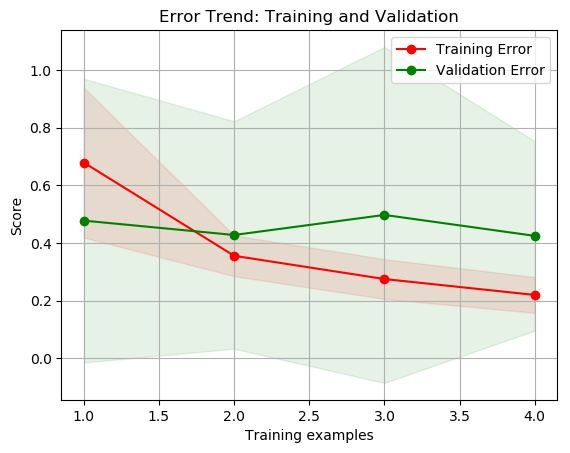 Error Trend: Training and Validation
Training Error
Validation Error
Score
1.0
0.8
0.6
0.4
0.2
0.0
1.0 1.5 2.0 2.5 3.0 3.5 4.0
Training examples